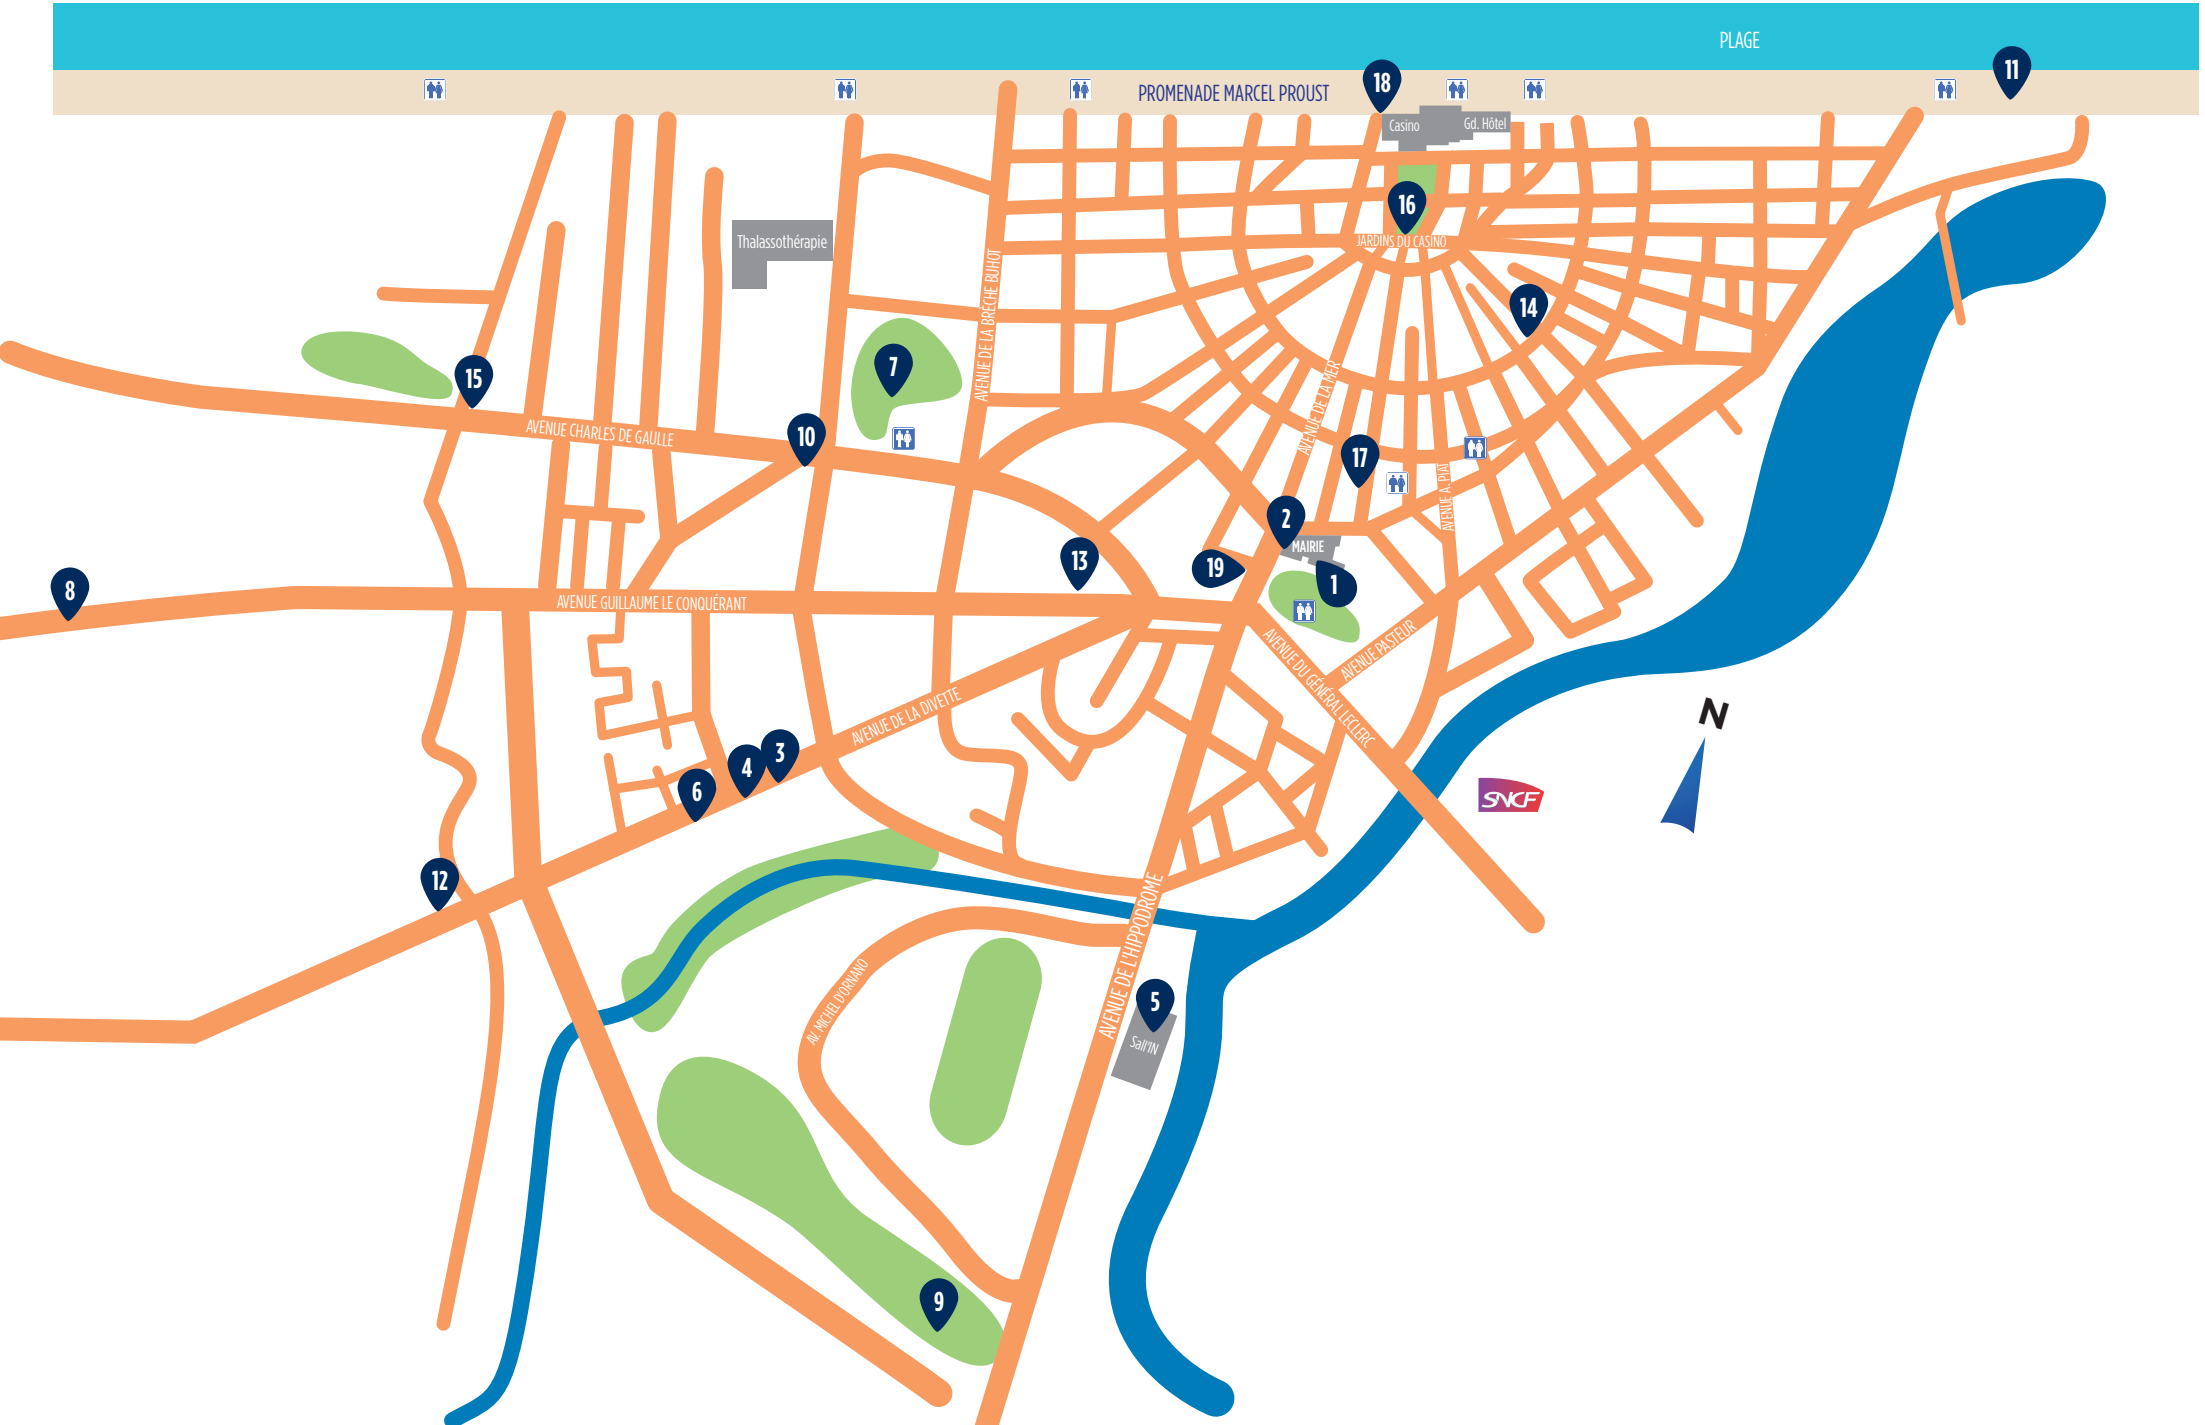 PLAGE
11
18
PROMENADE MARCEL PROUST
Casino
Gd. Hôtel
16
JARDINS DU CASINO
Thalassothérapie
AVENUE DE LA BRÈCHE BUHOT
14
7
15
AVENUE DE LA MER
AVENUE CHARLES DE GAULLE
10
17
AVENUE A. PIAT
2
MAIRIE
13
19
1
8
AVENUE GUILLAUME LE CONQUÉRANT
AVENUE PASTEUR
AVENUE DU GÉNÉRAL LECLERC
AVENUE DE LA DIVETTE
N
3
4
6
SNCF
12
AVENUE DE L'HIPPODROME
AV. MICHEL D'ORNANO
5
Sall'IN
9